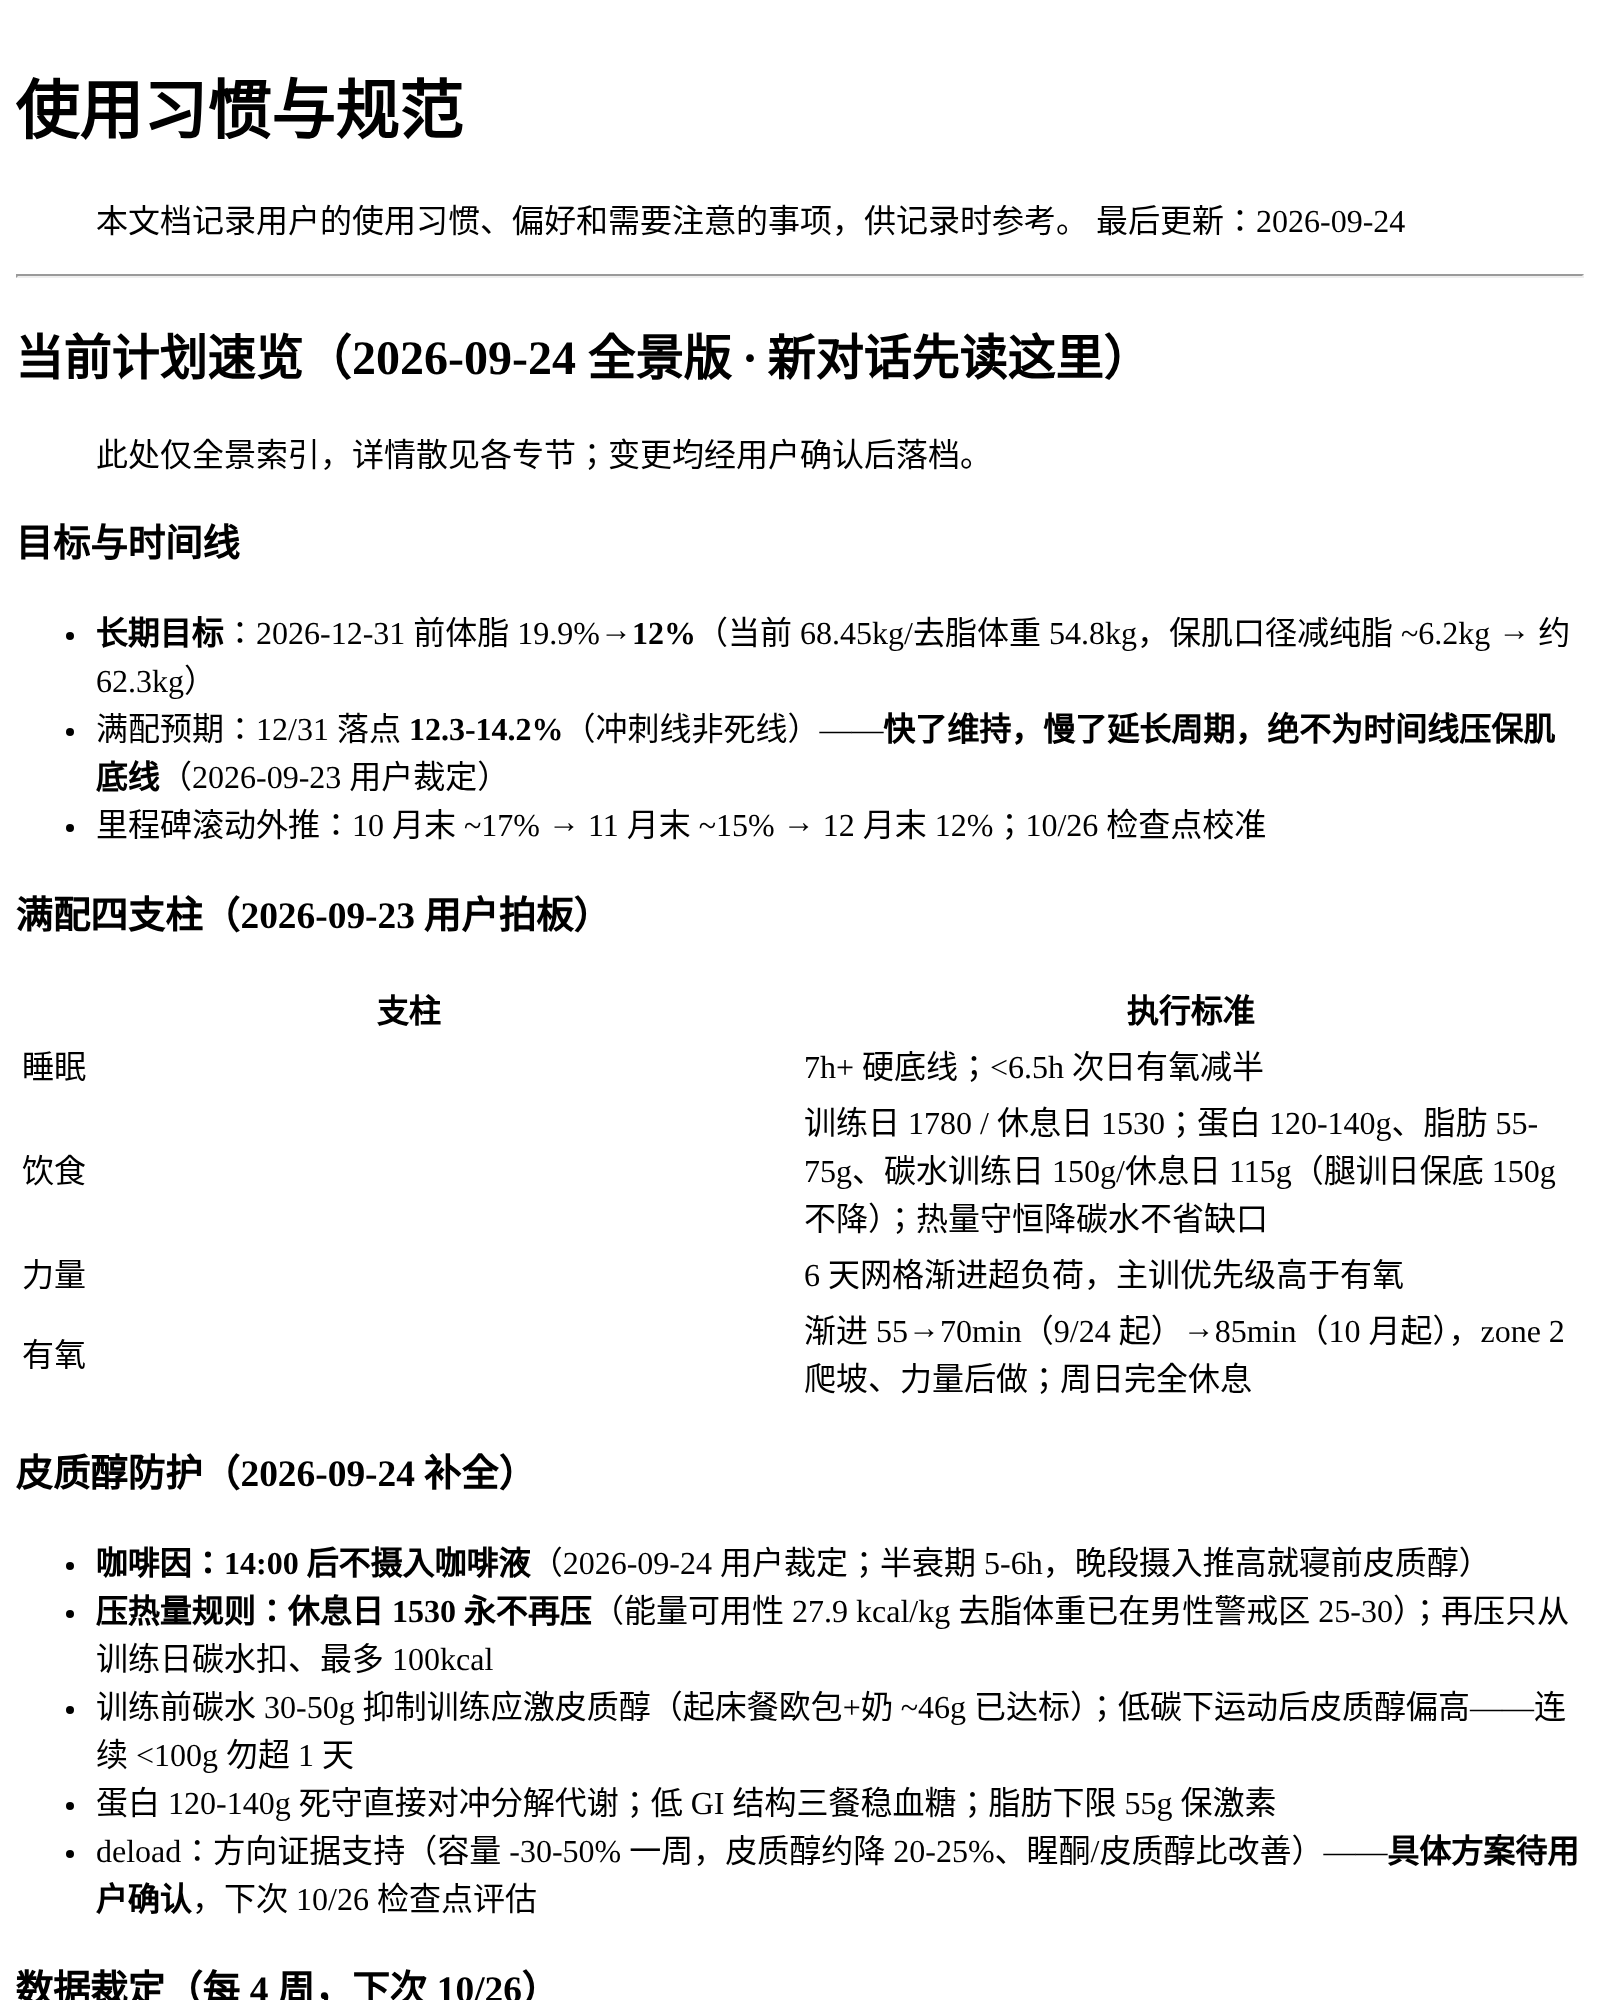 使用习惯与规范
本文档记录用户的使用习惯、偏好和需要注意的事项，供记录时参考。 最后更新：2026-09-24
当前计划速览（2026-09-24 全景版 · 新对话先读这里）
此处仅全景索引，详情散见各专节；变更均经用户确认后落档。
目标与时间线
• 长期目标：2026-12-31 前体脂 19.9%→12%（当前 68.45kg/去脂体重 54.8kg，保肌口径减纯脂 ~6.2kg → 约
62.3kg）
• 满配预期：12/31 落点 12.3-14.2%（冲刺线非死线）——快了维持，慢了延长周期，绝不为时间线压保肌
底线（2026-09-23 用户裁定）
• 里程碑滚动外推：10 月末 ~17% → 11 月末 ~15% → 12 月末 12%；10/26 检查点校准
满配四支柱（2026-09-23 用户拍板）
支柱 执行标准
睡眠 7h+ 硬底线；<6.5h 次日有氧减半
饮食 训练日 1780 / 休息日 1530；蛋白 120-140g、脂肪 55-
75g、碳水训练日 150g/休息日 115g（腿训日保底 150g
不降）；热量守恒降碳水不省缺口
力量 6 天网格渐进超负荷，主训优先级高于有氧
有氧 渐进 55→70min（9/24 起）→85min（10 月起），zone 2
爬坡、力量后做；周日完全休息
皮质醇防护（2026-09-24 补全）
• 咖啡因：14:00 后不摄入咖啡液（2026-09-24 用户裁定；半衰期 5-6h，晚段摄入推高就寝前皮质醇）
• 压热量规则：休息日 1530 永不再压（能量可用性 27.9 kcal/kg 去脂体重已在男性警戒区 25-30）；再压只从
训练日碳水扣、最多 100kcal
• 训练前碳水 30-50g 抑制训练应激皮质醇（起床餐欧包+奶 ~46g 已达标）；低碳下运动后皮质醇偏高——连
续 <100g 勿超 1 天
• 蛋白 120-140g 死守直接对冲分解代谢；低 GI 结构三餐稳血糖；脂肪下限 55g 保激素
• deload：方向证据支持（容量 -30-50% 一周，皮质醇约降 20-25%、睲酮/皮质醇比改善）——具体方案待用
户确认，下次 10/26 检查点评估
数据裁定（每 4 周，下次 10/26）